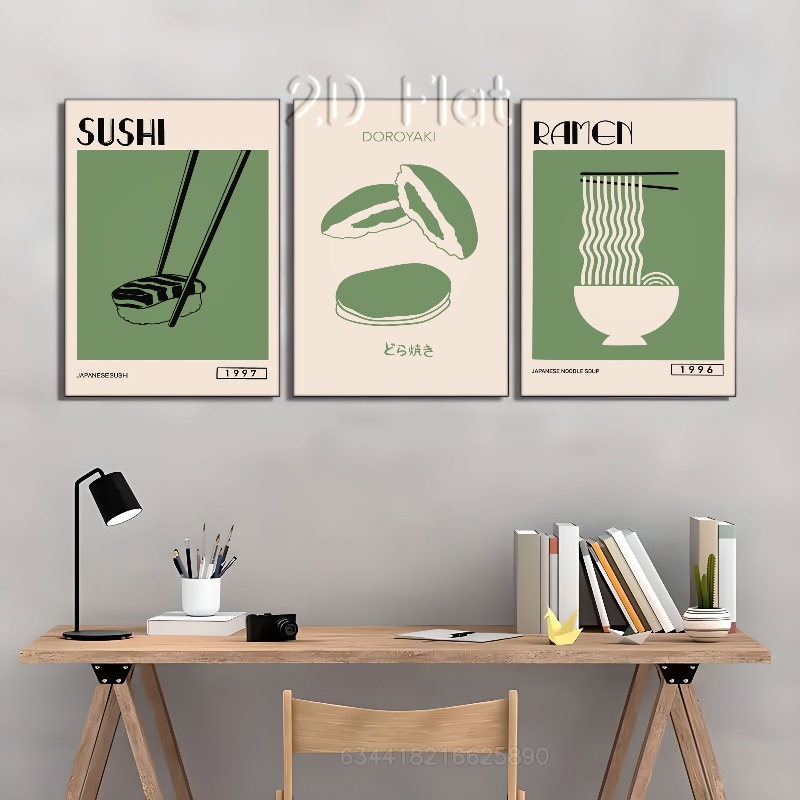 2D Flat
SUSHI
JAPANESESUSHI
1997
DOROYAKI
どら焼き
RAMEN
JAPANESE NOODLE SOUP
1996
634418216625890